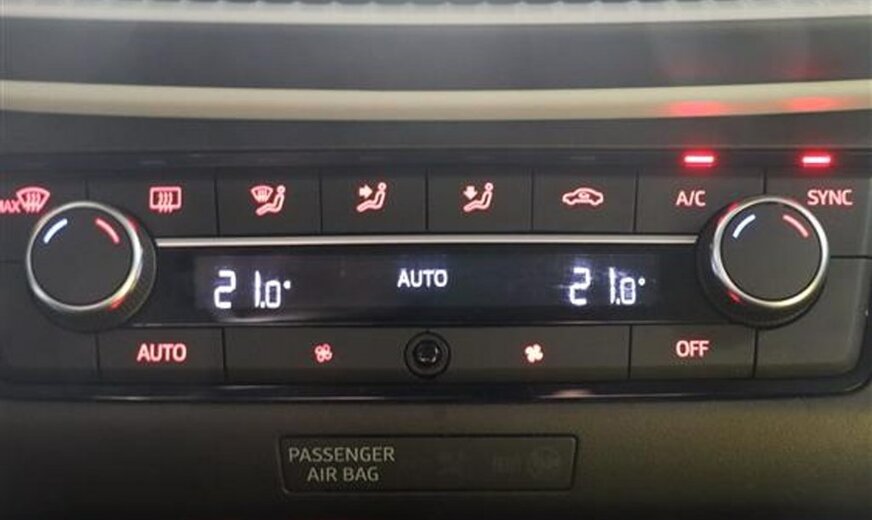 MAX
A/C
SYNC
21.0°
AUTO
21.0°
AUTO
OFF
PASSENGER
AIR BAG